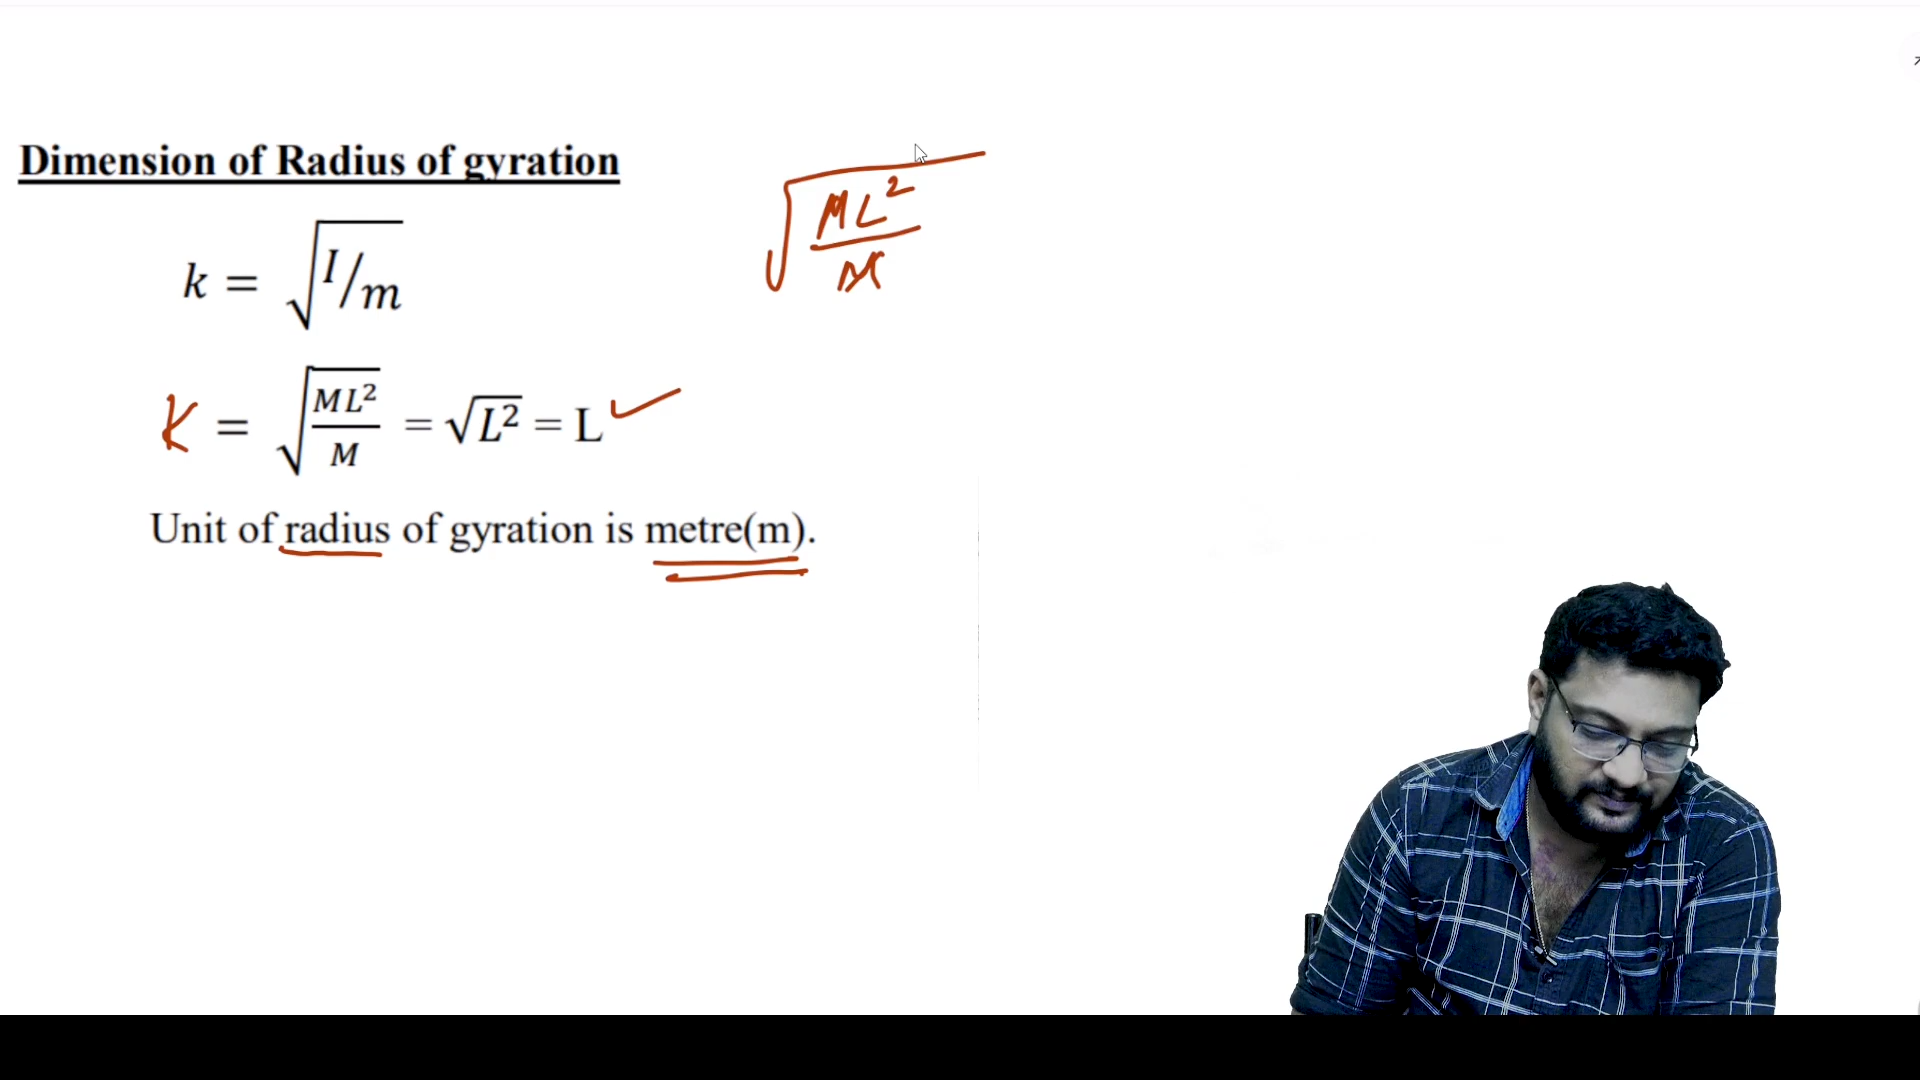 Dimension of Radius of gyration
k = √I/m
√ML²/M
K = √ML²/M = √L² = L ✓
Unit of radius of gyration is metre(m).